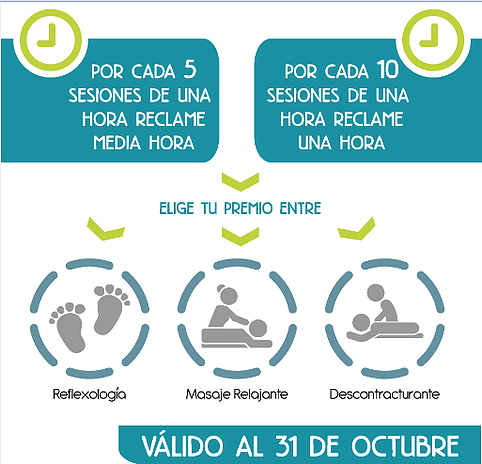 POR CADA 5
SESIONES DE UNA
HORA RECLAME
MEDIA HORA
POR CADA 10
SESIONES DE UNA
HORA RECLAME
UNA HORA
ELIGE TU PREMIO ENTRE
Reflexología
Masaje Relajante
Descontracturante
VÁLIDO AL 31 DE OCTUBRE